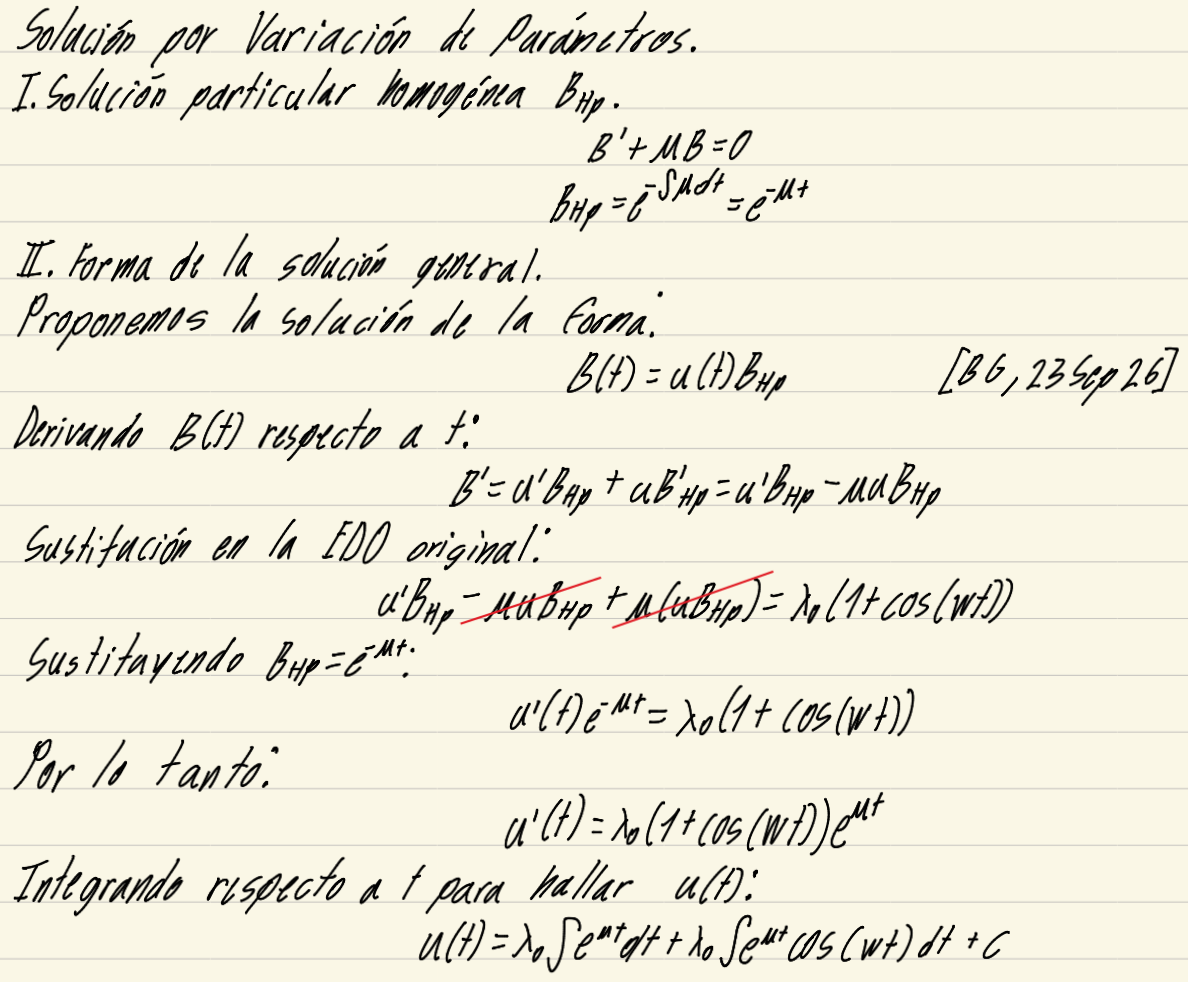 Solución por Variación de Parámetros.
I. Solución particular homogénea B_Hp.
B' + μB = 0
B_Hp = e^{-∫μdt} = e^{-μt}
II. Forma de la solución general.
Proponemos la solución de la forma:
B(t) = u(t)B_Hp [BG, 23 Sep 26]
Derivando B(t) respecto a t:
B' = u'B_Hp + uB'_Hp = u'B_Hp - μuB_Hp
Sustitución en la EDO original:
u'B_Hp - μuB_Hp + μ(uB_Hp) = λ₀(1 + cos(wt))
Sustituyendo B_Hp = e^{-μt}:
u'(t)e^{-μt} = λ₀(1 + cos(wt))
Por lo tanto:
u'(t) = λ₀(1 + cos(wt))e^{μt}
Integrando respecto a t para hallar u(t):
u(t) = λ₀∫e^{μt}dt + λ₀∫e^{μt}cos(wt)dt + C